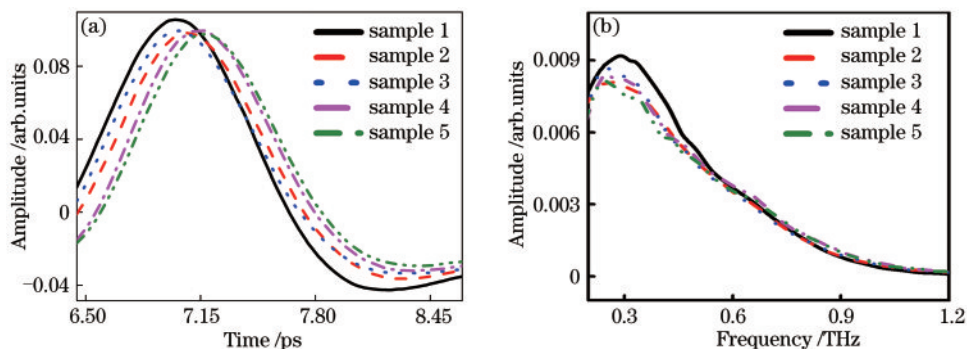 (a)
sample 1
sample 2
sample 3
sample 4
sample 5
Amplitude /arb.units
0.08
0.04
0
−0.04
6.50 7.15 7.80 8.45
Time /ps
(b)
sample 1
sample 2
sample 3
sample 4
sample 5
Amplitude /arb.units
0.009
0.006
0.003
0
0.3 0.6 0.9 1.2
Frequency /THz